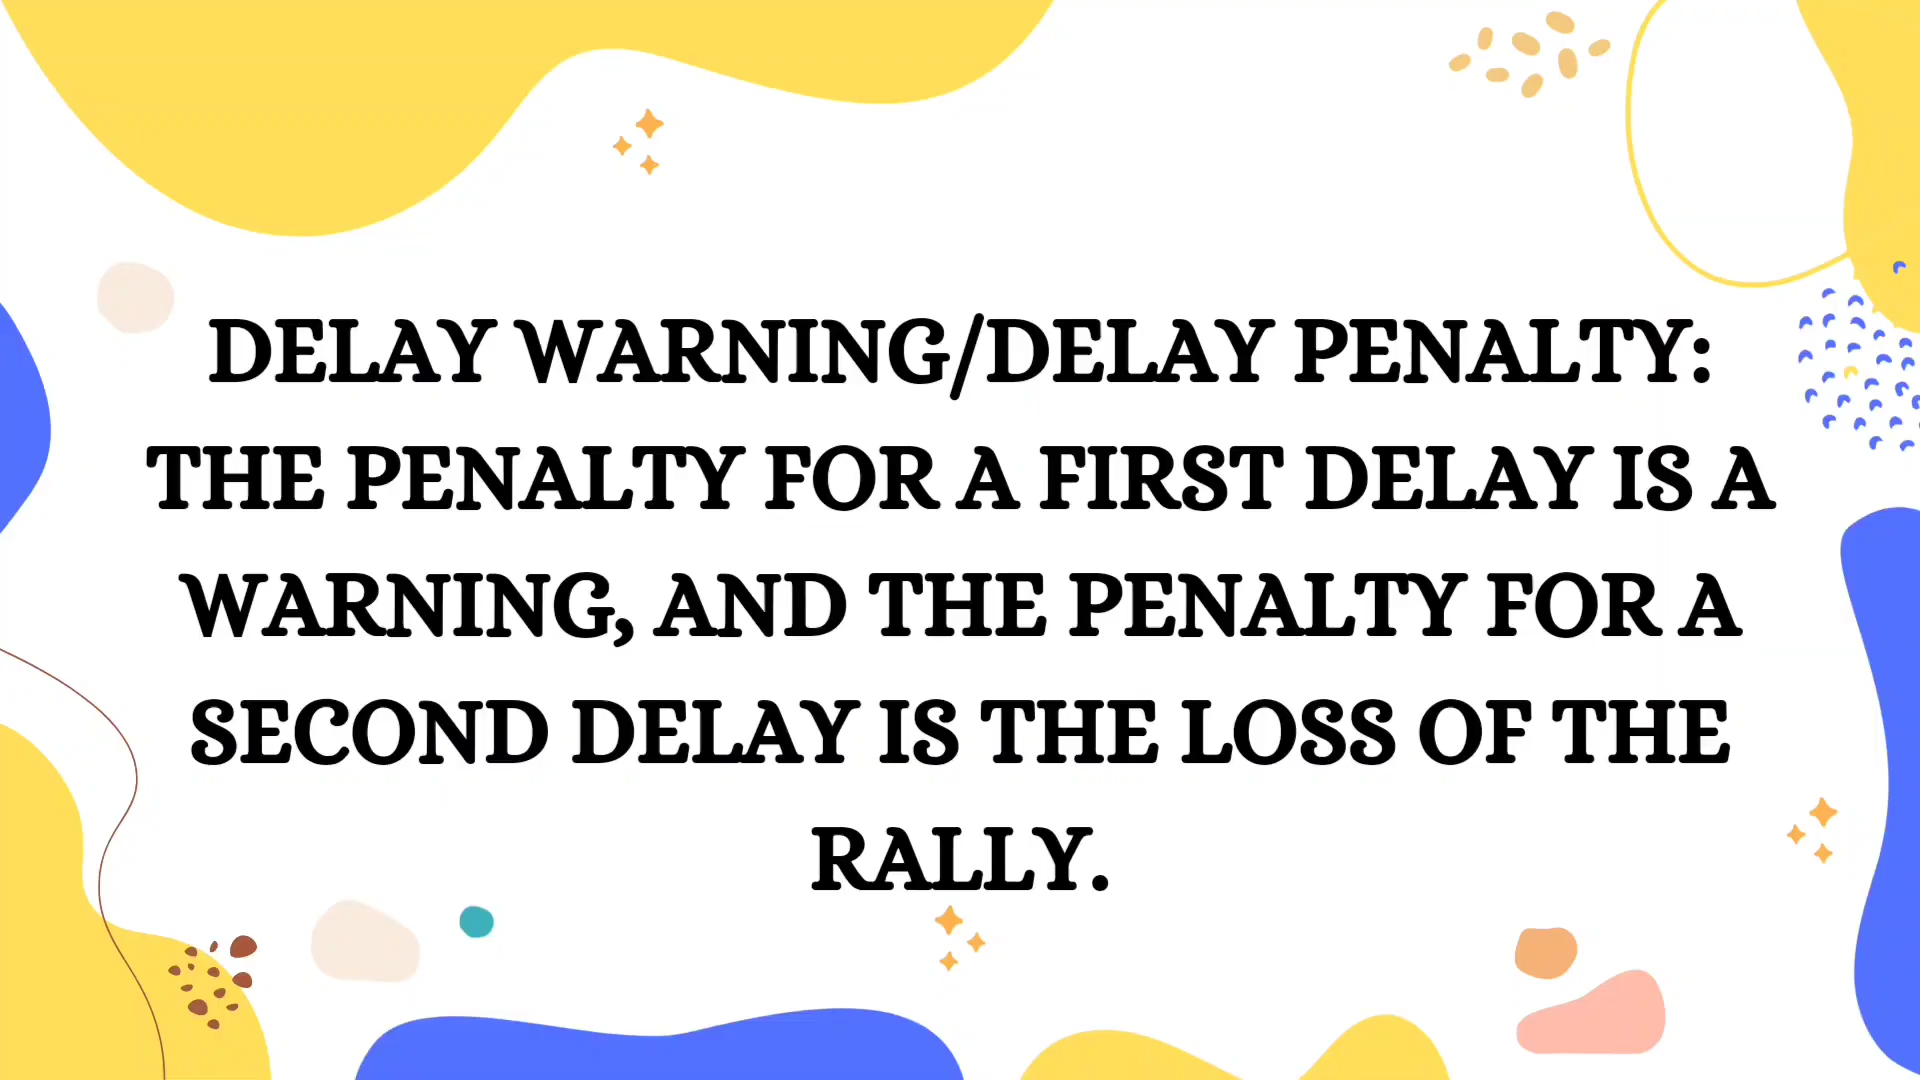 DELAY WARNING/DELAY PENALTY:
THE PENALTY FOR A FIRST DELAY IS A
WARNING, AND THE PENALTY FOR A
SECOND DELAY IS THE LOSS OF THE
RALLY.